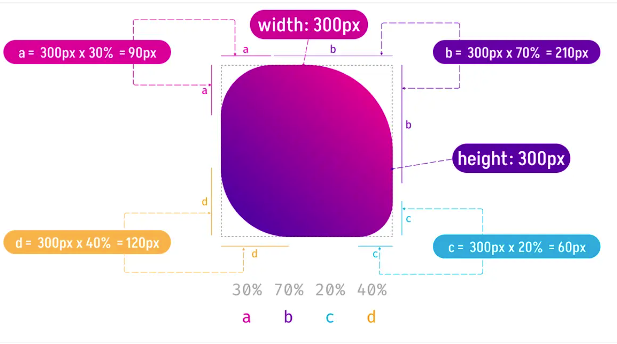 width: 300px
a = 300px x 30% = 90px
a
b
b = 300px x 70% = 210px
a
b
height: 300px
d
d = 300px x 40% = 120px
c
c = 300px x 20% = 60px
d
c
30% 70% 20% 40%
a b c d